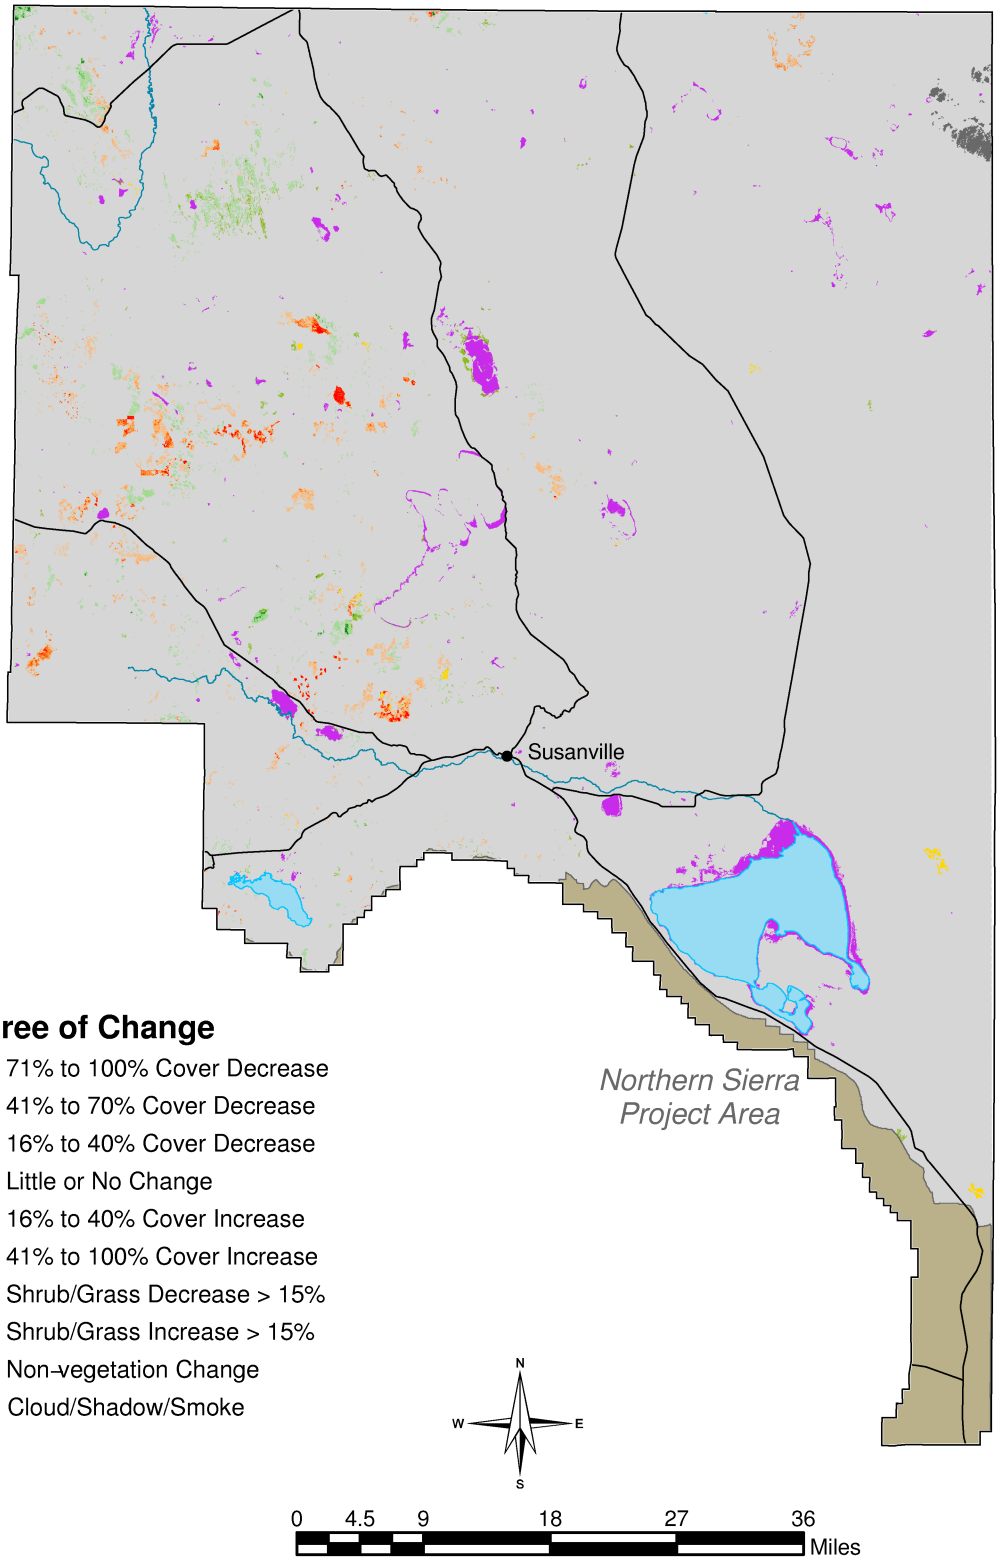 Susanville
Northern Sierra
Project Area
ree of Change
71% to 100% Cover Decrease
41% to 70% Cover Decrease
16% to 40% Cover Decrease
Little or No Change
16% to 40% Cover Increase
41% to 100% Cover Increase
Shrub/Grass Decrease > 15%
Shrub/Grass Increase > 15%
Non-vegetation Change
Cloud/Shadow/Smoke
N
W E
S
0 4.5 9 18 27 36
Miles